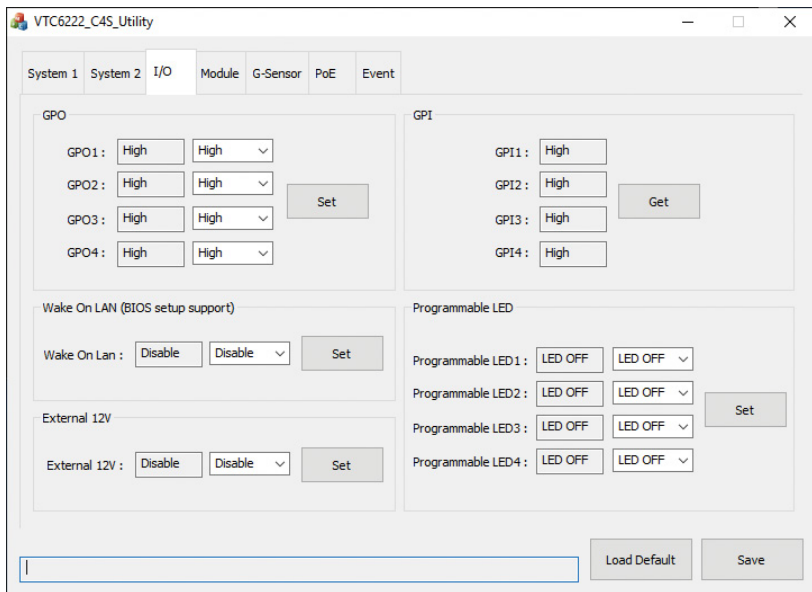 VTC6222_C4S_Utility
System 1 System 2 I/O Module G-Sensor PoE Event
GPO
GPO1 : High High
GPO2 : High High
GPO3 : High High
GPO4 : High High
Set
GPI
GPI1 : High
GPI2 : High
GPI3 : High
GPI4 : High
Get
Wake On LAN (BIOS setup support)
Wake On Lan : Disable Disable Set
External 12V
External 12V : Disable Disable Set
Programmable LED
Programmable LED1 : LED OFF LED OFF
Programmable LED2 : LED OFF LED OFF
Programmable LED3 : LED OFF LED OFF
Programmable LED4 : LED OFF LED OFF
Set
Load Default Save